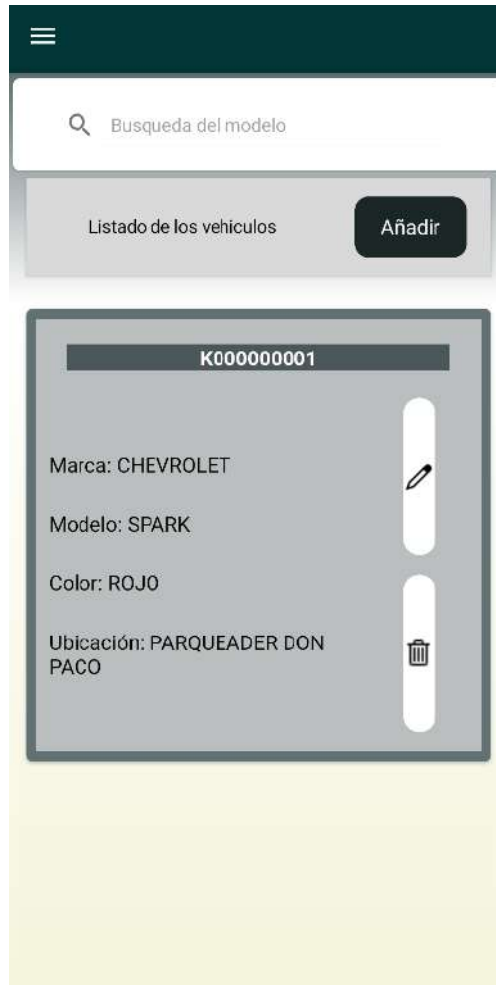 Busqueda del modelo
Listado de los vehiculos
Añadir
K000000001
Marca: CHEVROLET
Modelo: SPARK
Color: ROJO
Ubicación: PARQUEADER DON
PACO